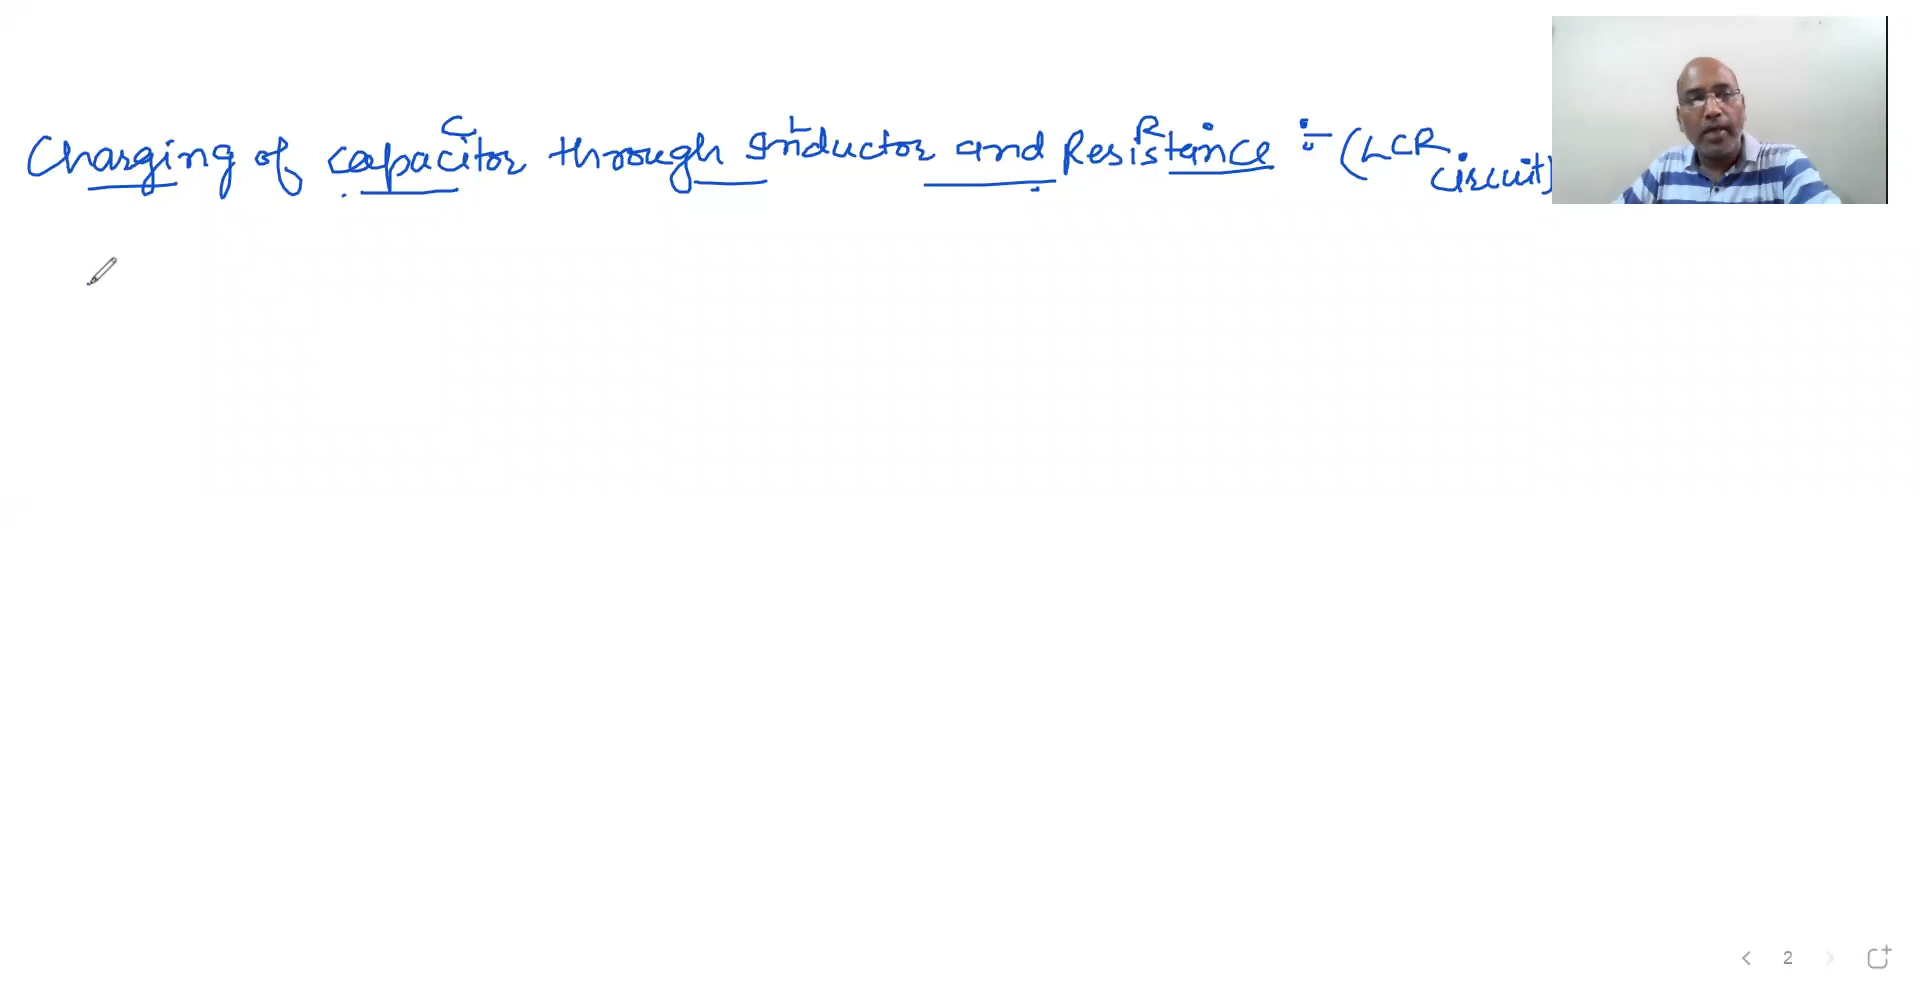 Charging of capacitor through Inductor and Resistance :- (LCR circuit)
C L R
2